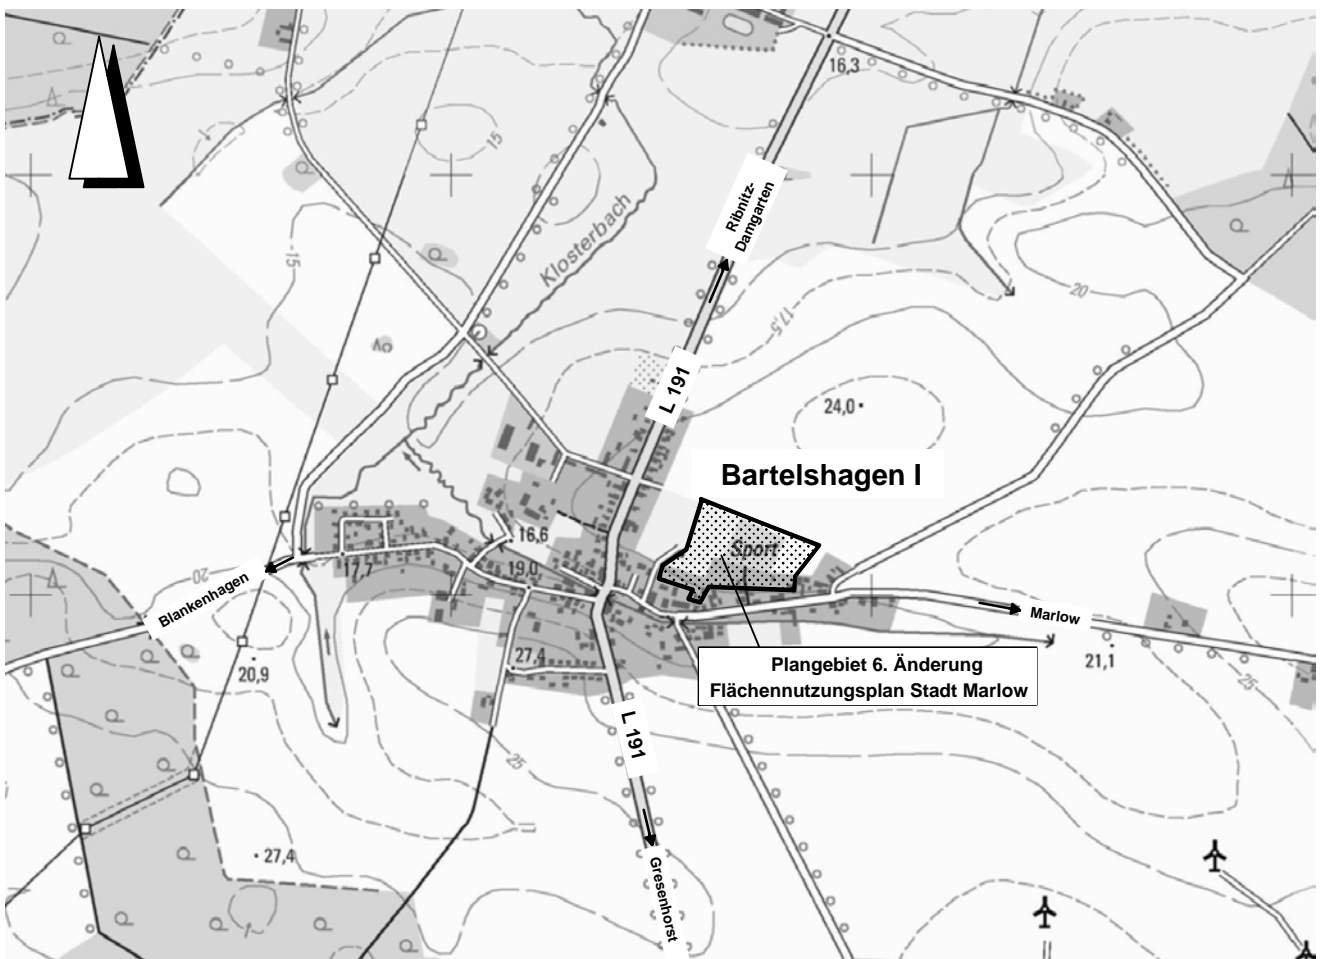 16,3
15
Klosterbach
Ribnitz-
Damgarten
15
17,5
20
L 191
24,0
Bartelshagen I
Sport
16,6
19,0
17,7
20
Blankenhagen
Marlow
27,4
20,9
21,1
Plangebiet 6. Änderung
Flächennutzungsplan Stadt Marlow
25
L 191
25
27,4
Gresenhorst